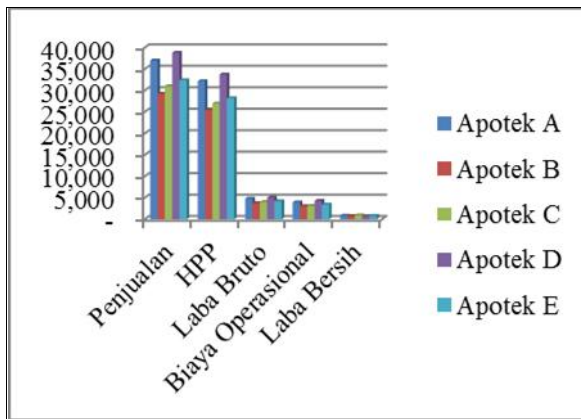 40,000
35,000
30,000
25,000
20,000
15,000
10,000
5,000
-
Penjualan
HPP
Laba Bruto
Biaya Operasional
Laba Bersih
Apotek A
Apotek B
Apotek C
Apotek D
Apotek E